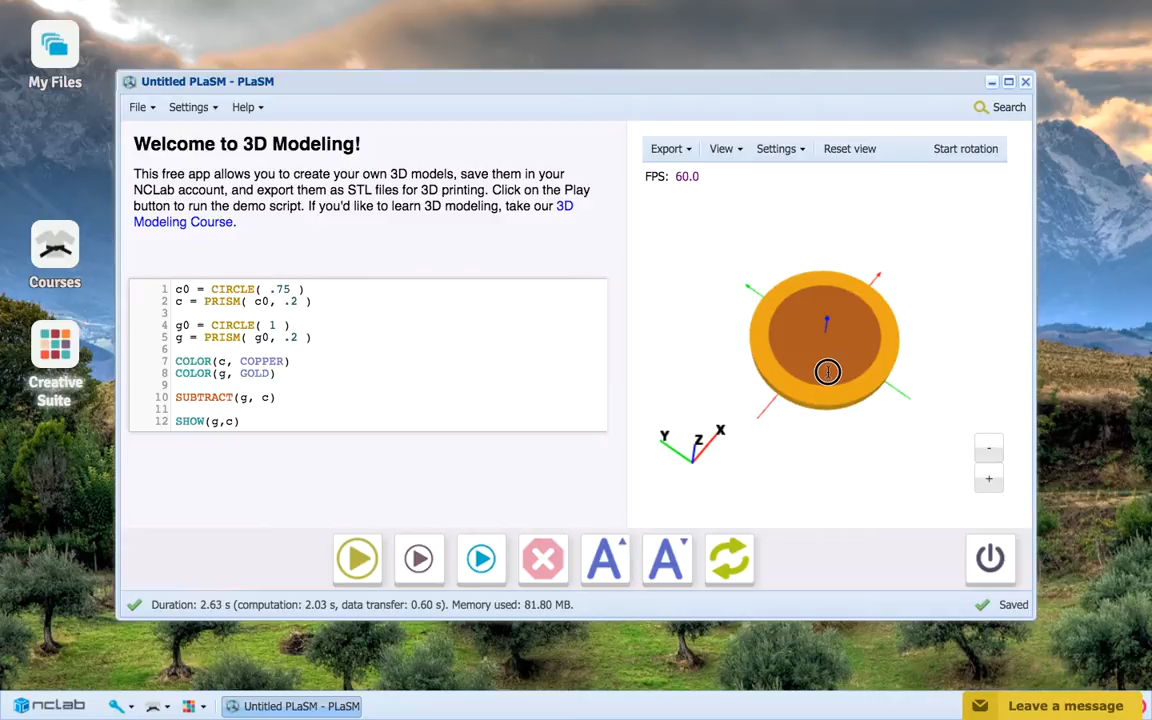 My Files
Untitled PLaSM - PLaSM
File
Settings
Help
Search
Welcome to 3D Modeling!
This free app allows you to create your own 3D models, save them in your
NCLab account, and export them as STL files for 3D printing. Click on the Play
button to run the demo script. If you'd like to learn 3D modeling, take our 3D
Modeling Course.
Export
View
Settings
Reset view
Start rotation
FPS: 60.0
Courses
Creative
Suite
1 c0 = CIRCLE( .75 )
2 c = PRISM( c0, .2 )
3
4 g0 = CIRCLE( 1 )
5 g = PRISM( g0, .2 )
6
7 COLOR(c, COPPER)
8 COLOR(g, GOLD)
9
10 SUBTRACT(g, c)
11
12 SHOW(g,c)
Y
Z
X
-
+
A
A
Duration: 2.63 s (computation: 2.03 s, data transfer: 0.60 s). Memory used: 81.80 MB.
Saved
nclab
Untitled PLaSM - PLaSM
Leave a message